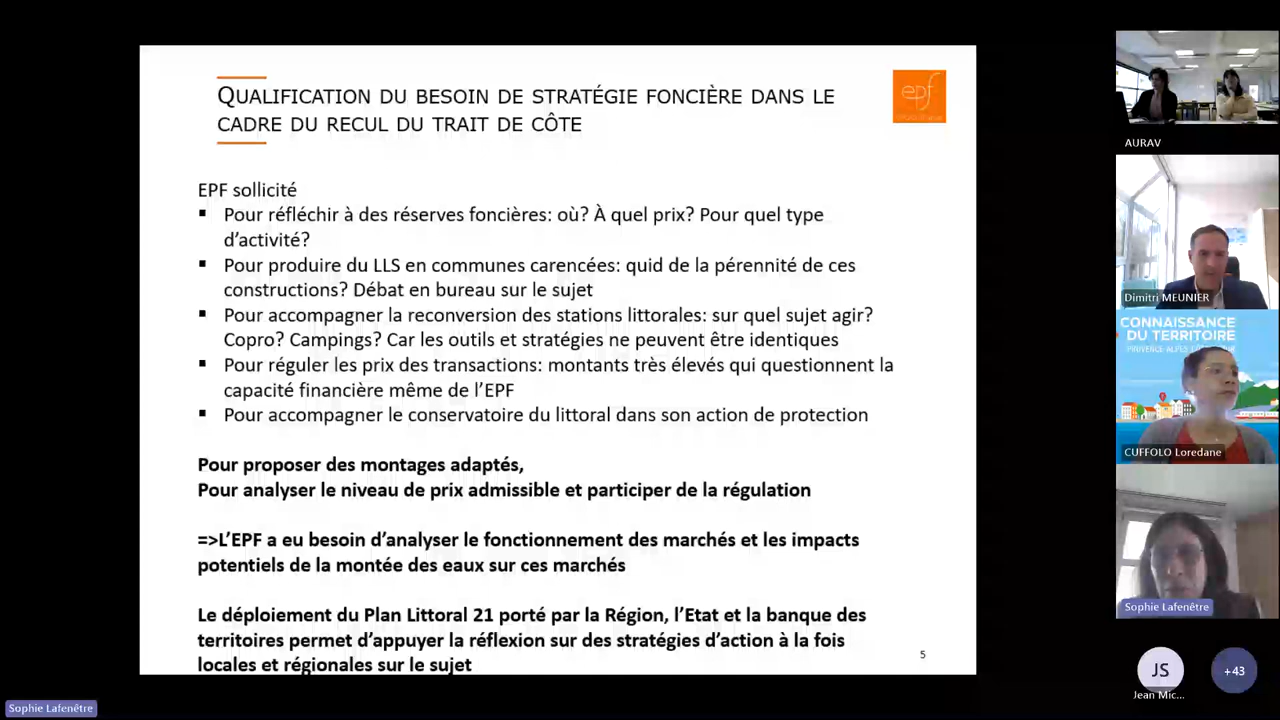 QUALIFICATION DU BESOIN DE STRATÉGIE FONCIÈRE DANS LE
CADRE DU RECUL DU TRAIT DE CÔTE
epf
EPF sollicité
▪ Pour réfléchir à des réserves foncières: où? À quel prix? Pour quel type
d’activité?
▪ Pour produire du LLS en communes carencées: quid de la pérennité de ces
constructions? Débat en bureau sur le sujet
▪ Pour accompagner la reconversion des stations littorales: sur quel sujet agir?
Copro? Campings? Car les outils et stratégies ne peuvent être identiques
▪ Pour réguler les prix des transactions: montants très élevés qui questionnent la
capacité financière même de l’EPF
▪ Pour accompagner le conservatoire du littoral dans son action de protection
Pour proposer des montages adaptés,
Pour analyser le niveau de prix admissible et participer de la régulation
=>L’EPF a eu besoin d’analyser le fonctionnement des marchés et les impacts
potentiels de la montée des eaux sur ces marchés
Le déploiement du Plan Littoral 21 porté par la Région, l’Etat et la banque des
territoires permet d’appuyer la réflexion sur des stratégies d’action à la fois
locales et régionales sur le sujet
5
AURAV
Dimitri MEUNIER
CONNAISSANCE
DU TERRITOIRE
CUFFOLO Loredane
Sophie Lafenêtre
JS
Jean Mic...
+43
Sophie Lafenêtre